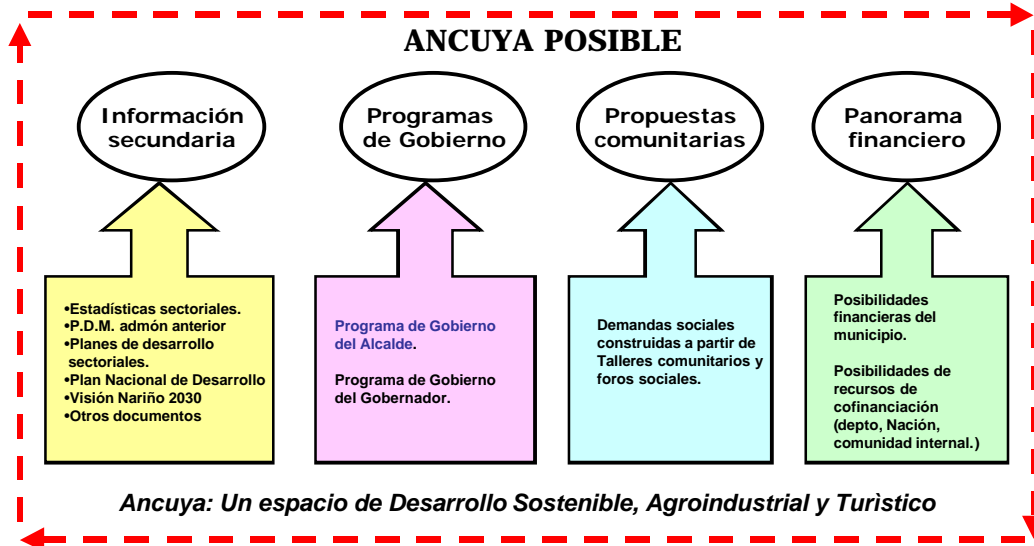 ANCUYA POSIBLE
Información
secundaria
Programas
de Gobierno
Propuestas
comunitarias
Panorama
financiero
•Estadísticas sectoriales.
•P.D.M. admón anterior
•Planes de desarrollo
sectoriales.
•Plan Nacional de Desarrollo
•Visión Nariño 2030
•Otros documentos
Programa de Gobierno
del Alcalde.
Programa de Gobierno
del Gobernador.
Demandas sociales
construidas a partir de
Talleres comunitarios y
foros sociales.
Posibilidades
financieras del
municipio.
Posibilidades de
recursos de
cofinanciación
(depto, Nación,
comunidad internal.)
Ancuya: Un espacio de Desarrollo Sostenible, Agroindustrial y Turìstico